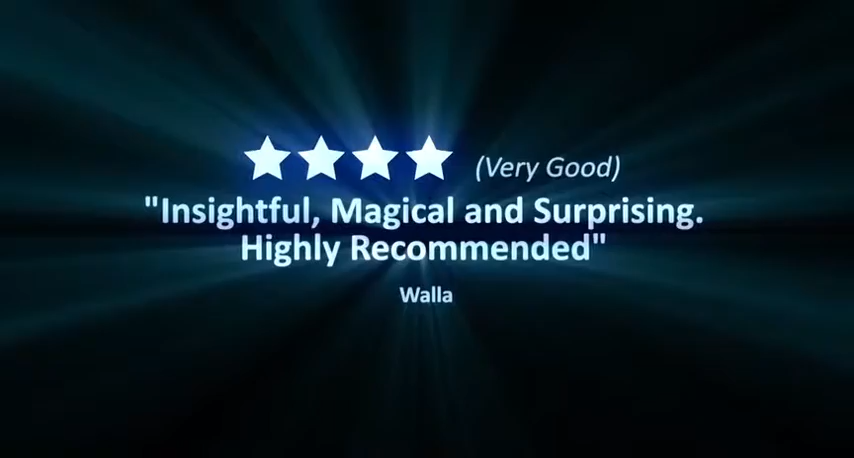 ★★★★ (Very Good)
"Insightful, Magical and Surprising.
Highly Recommended"
Walla